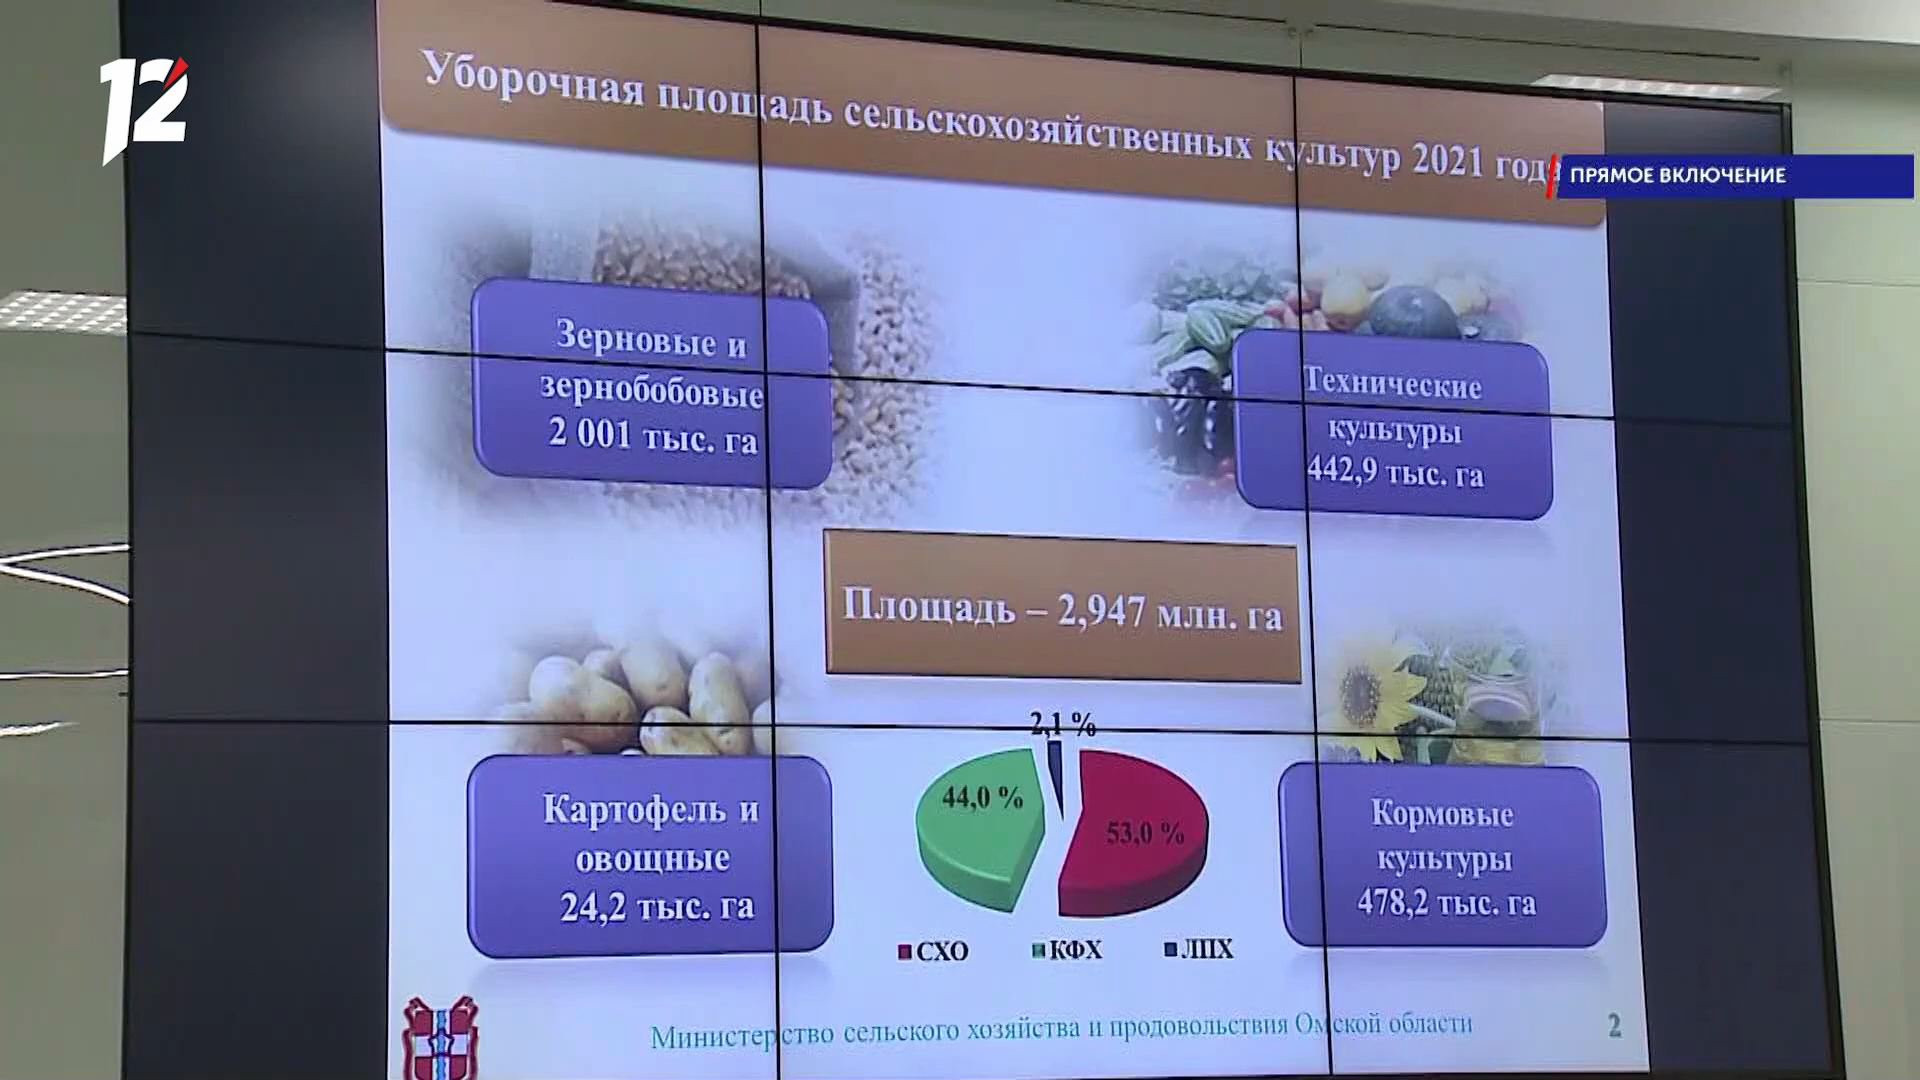 12
Уборочная площадь сельскохозяйственных культур 2021 года
ПРЯМОЕ ВКЛЮЧЕНИЕ
Зерновые и
зернобобовые
2 001 тыс. га
Технические
культуры
442,9 тыс. га
Площадь – 2,947 млн. га
2,1 %
44,0 %
53,0 %
СХО
КФХ
ЛПХ
Картофель и
овощные
24,2 тыс. га
Кормовые
культуры
478,2 тыс. га
Министерство сельского хозяйства и продовольствия Омской области
2